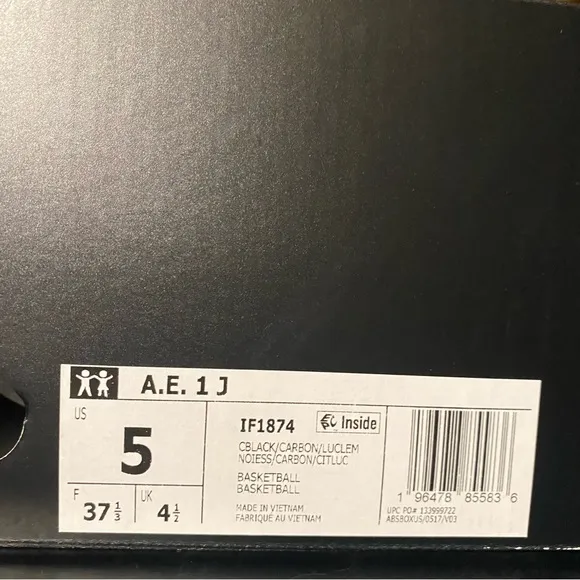 A.E. 1 J
US
5
F 37 1/3
UK 4 1/2
IF1874
Inside
CBLACK/CARBON/LUCLEM
NOIESS/CARBON/CITLUC
BASKETBALL
BASKETBALL
MADE IN VIETNAM
FABRIQUÉ AU VIETNAM
1 96478 85583 6
UPC PO# 133999722
ABSBOXUS/0517/V03